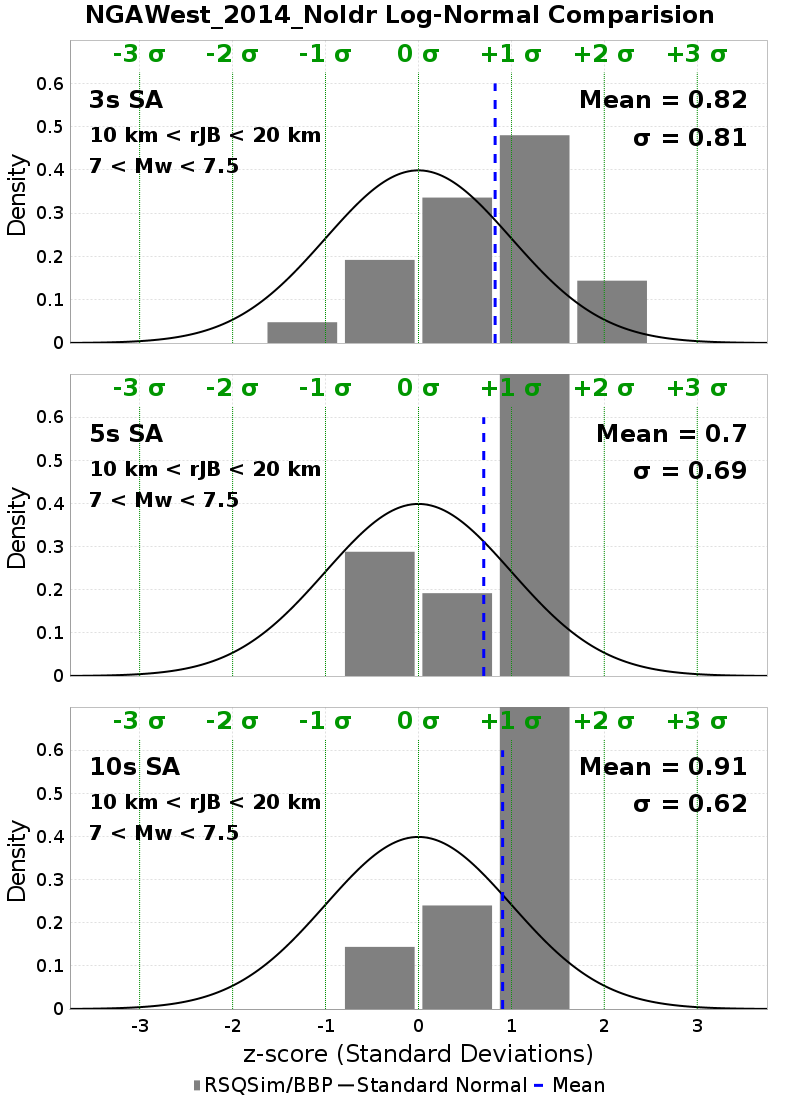 NGAWest_2014_NoIdr Log-Normal Comparision
-3 σ -2 σ -1 σ 0 σ +1 σ +2 σ +3 σ
0.6
3s SA Mean = 0.82
0.5
10 km < rJB < 20 km σ = 0.81
7 < Mw < 7.5
0.4
Density
0.3
0.2
0.1
0
-3 σ -2 σ -1 σ 0 σ +1 σ +2 σ +3 σ
0.6
5s SA Mean = 0.7
0.5
10 km < rJB < 20 km σ = 0.69
7 < Mw < 7.5
0.4
Density
0.3
0.2
0.1
0
-3 σ -2 σ -1 σ 0 σ +1 σ +2 σ +3 σ
0.6
10s SA Mean = 0.91
0.5
10 km < rJB < 20 km σ = 0.62
7 < Mw < 7.5
0.4
Density
0.3
0.2
0.1
0
-3 -2 -1 0 1 2 3
z-score (Standard Deviations)
RSQSim/BBP Standard Normal Mean